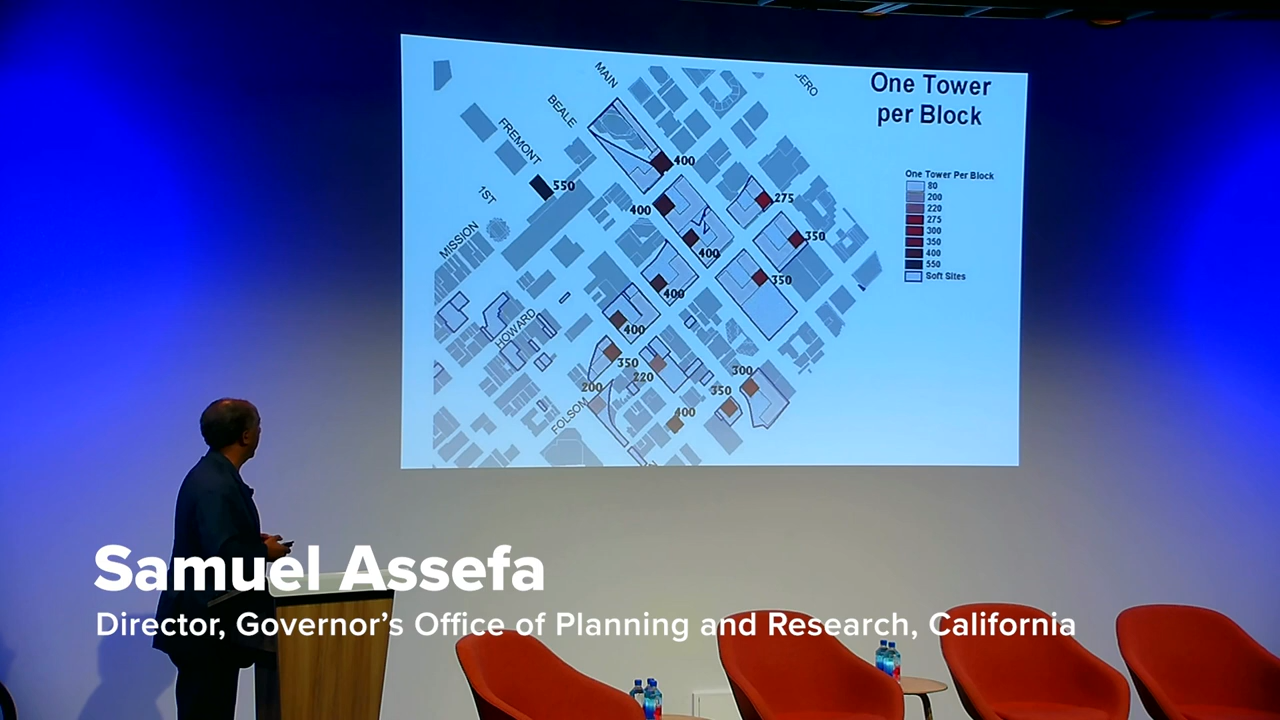 One Tower
per Block
MAIN
DERO
BEALE
FREMONT
1ST
MISSION
HOWARD
FOLSOM
400
550
400
275
400
350
400
350
400
350
220
200
300
350
400
One Tower Per Block
80
200
220
275
300
350
400
550
Soft Sites
Samuel Assefa
Director, Governor’s Office of Planning and Research, California